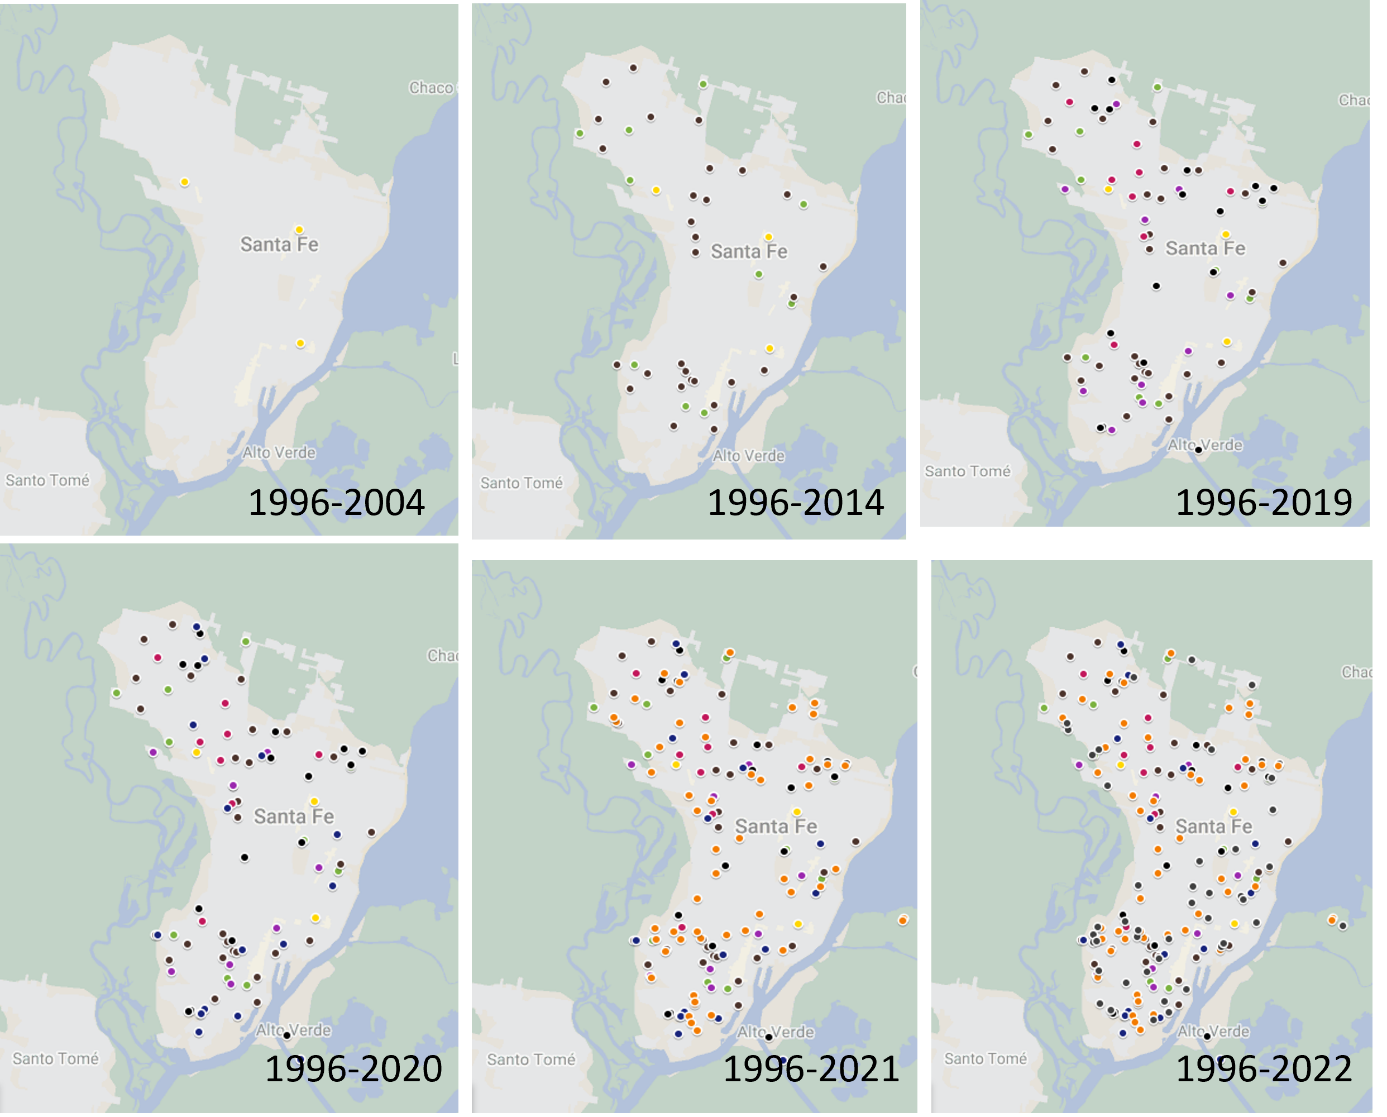 Chaco
Santa Fe
Alto Verde
Santo Tomé
1996-2004
Chac
Santa Fe
Alto Verde
Santo Tomé
1996-2014
Chac
Santa Fe
Alto Verde
Santo Tomé
1996-2019
Chac
Santa Fe
Alto Verde
Santo Tomé
1996-2020
Santa Fe
Alto Verde
Santo Tomé
1996-2021
Chac
Santa Fe
Alto Verde
Santo Tomé
1996-2022